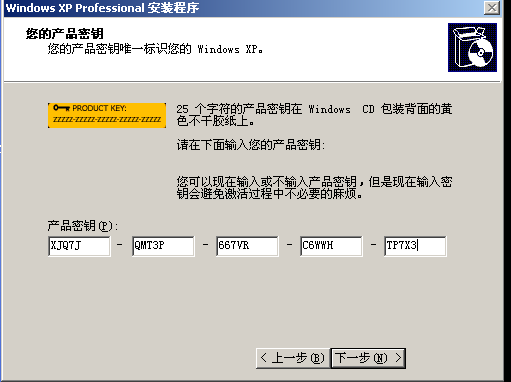 Windows XP Professional 安装程序
您的产品密钥
您的产品密钥唯一标识您的 Windows XP。
PRODUCT KEY:
ZZZZZ-ZZZZZ-ZZZZZ-ZZZZZ-ZZZZZ
25 个字符的产品密钥在 Windows CD 包装背面的黄
色不干胶纸上。
请在下面输入您的产品密钥:
您可以现在输入或不输入产品密钥，但是现在输入密
钥会避免激活过程中不必要的麻烦。
产品密钥(P):
XJQ7J - QMT3P - 667VR - C6WWH - TP7X3
< 上一步(B) 下一步(N) >